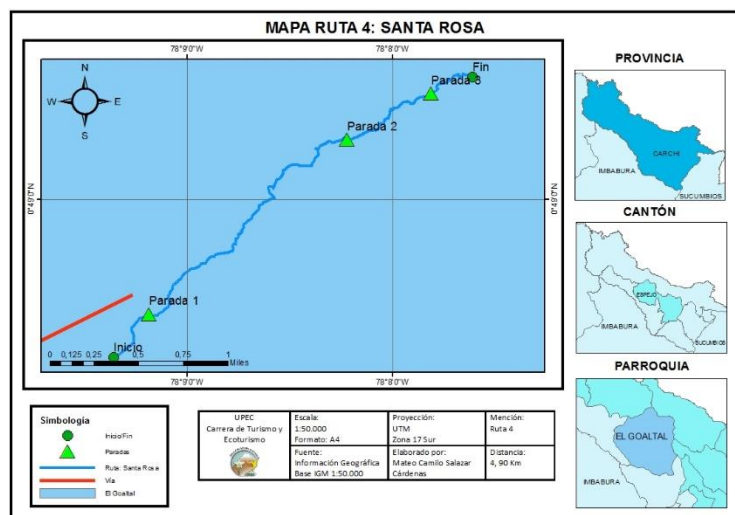 MAPA RUTA 4: SANTA ROSA
78°9'0"W
78°8'0"W
N
W
E
S
Fin
Parada 3
Parada 2
0°49'0"N
Parada 1
Inicio
0 0,125 0,25 0,5 0,75 1
Miles
78°9'0"W
78°8'0"W
PROVINCIA
CARCHI
IMBABURA
SUCUMBIOS
CANTÓN
ESPEJO
IMBABURA
SUCUMBIOS
PARROQUIA
EL GOALTAL
IMBABURA
Simbología
Inicio/Fin
Paradas
Ruta: Santa Rosa
Vía
El Goaltal
UPEC
Carrera de Turismo y
Ecoturismo
Escala:
1:50.000
Formato: A4
Proyección:
UTM
Zona 17 Sur
Mención:
Ruta 4
Fuente:
Información Geográfica
Base IGM 1:50.000
Elaborado por:
Mateo Camilo Salazar
Cárdenas
Distancia:
4, 90 Km